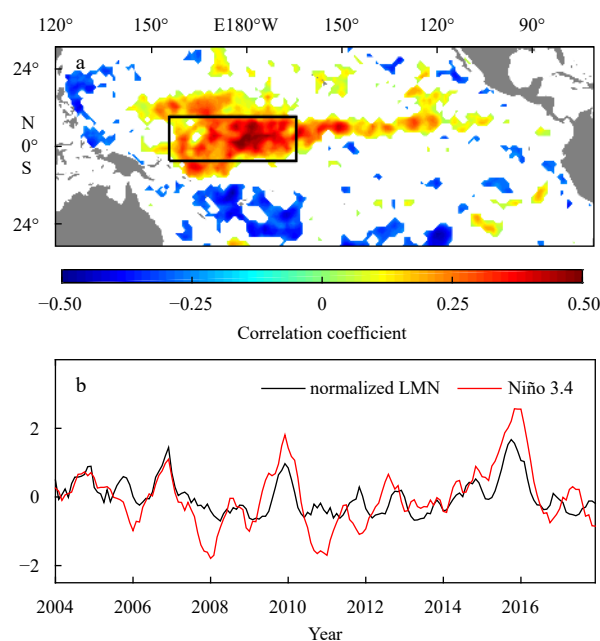 120° 150° E180°W 150° 120° 90°
a
24°
N
0°
S
24°
−0.50 −0.25 0 0.25 0.50
Correlation coefficient
b
normalized LMN Niño 3.4
2
0
−2
2004 2006 2008 2010 2012 2014 2016
Year